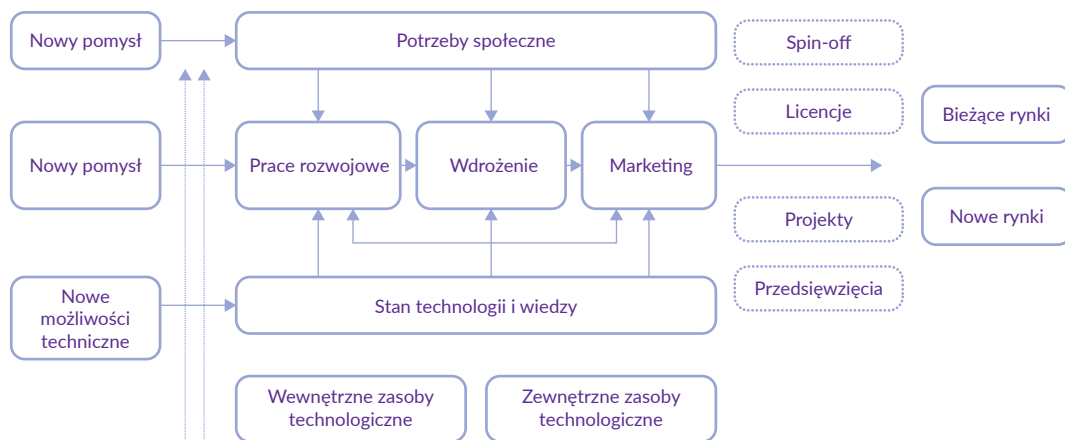 Nowy pomysł
Potrzeby społeczne
Spin-off
Licencje
Bieżące rynki
Nowy pomysł
Prace rozwojowe
Wdrożenie
Marketing
Projekty
Nowe rynki
Przedsięwzięcia
Nowe
możliwości
techniczne
Stan technologii i wiedzy
Wewnętrzne zasoby
technologiczne
Zewnętrzne zasoby
technologiczne